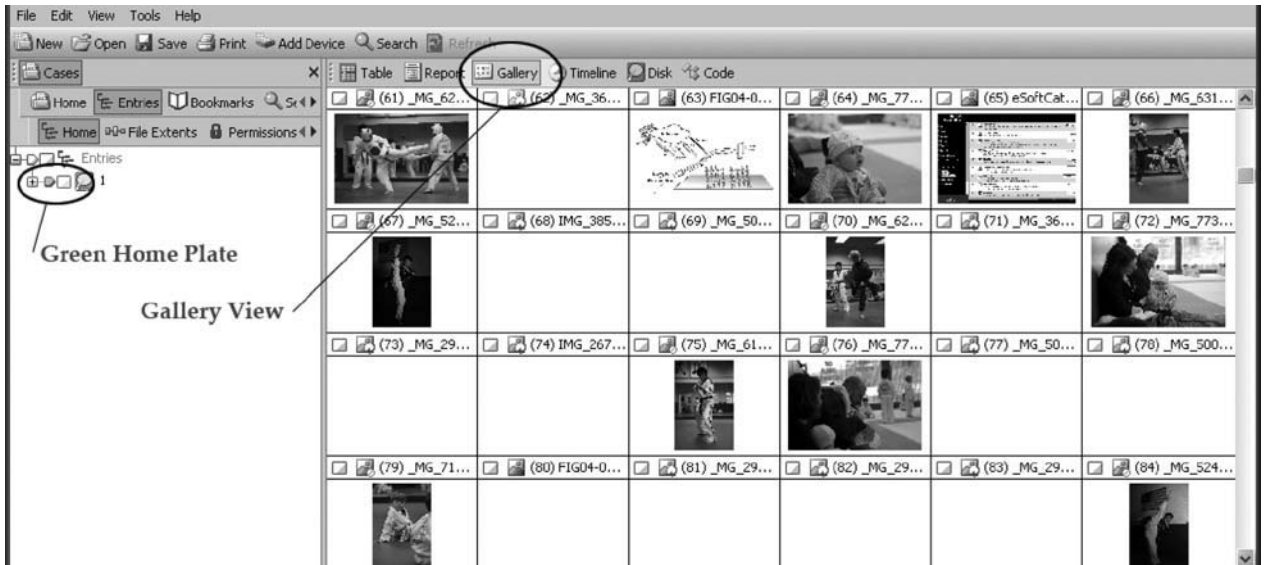 File Edit View Tools Help
New Open Save Print Add Device Search Refresh
Cases
Table Report Gallery Timeline Disk Code
Home Entries Bookmarks
Home File Extents Permissions
Entries
1
Green Home Plate
Gallery View
(61) _MG_62... (62) _MG_36... (63) FIG04-0... (64) _MG_77... (65) eSoftCat... (66) _MG_631...
(67) _MG_52... (68) IMG_385... (69) _MG_50... (70) _MG_62... (71) _MG_36... (72) _MG_773...
(73) _MG_29... (74) IMG_267... (75) _MG_61... (76) _MG_77... (77) _MG_50... (78) _MG_500...
(79) _MG_71... (80) FIG04-0... (81) _MG_29... (82) _MG_29... (83) _MG_29... (84) _MG_524...